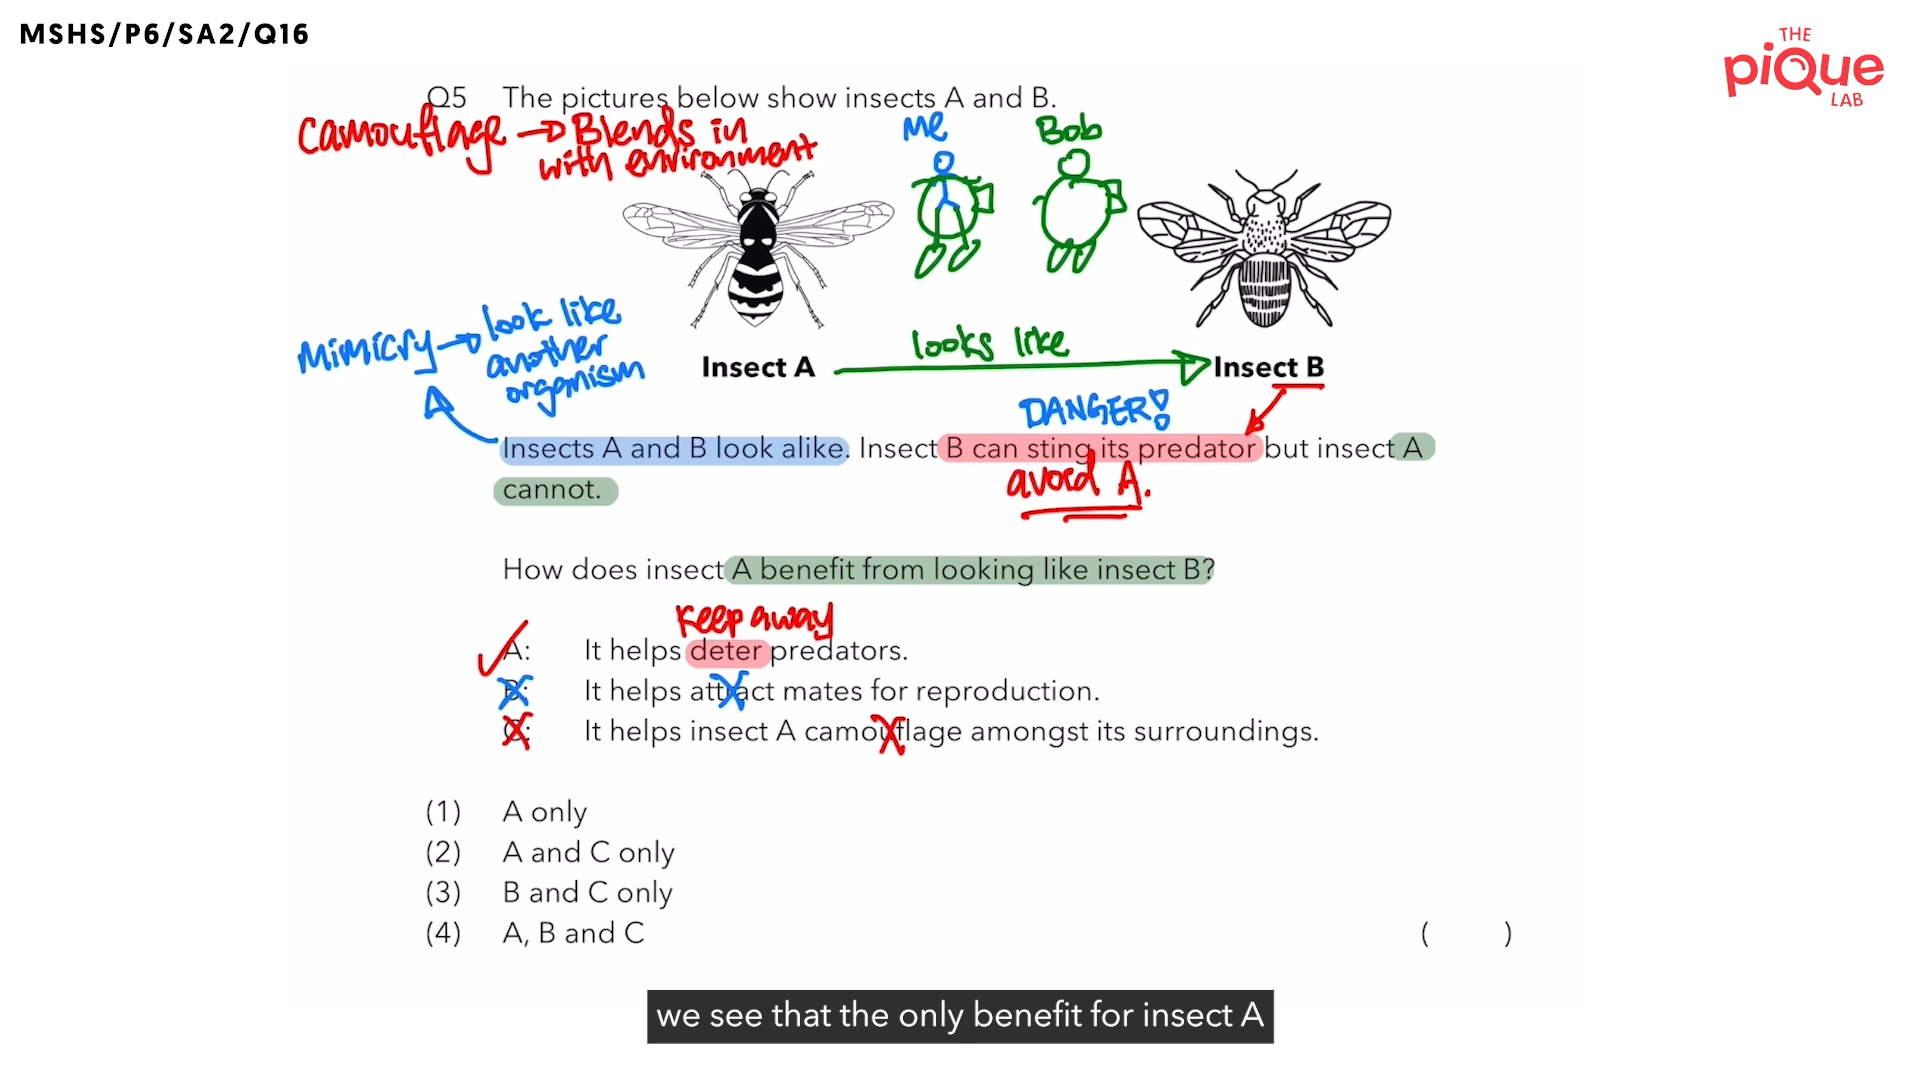 MSHS/P6/SA2/Q16
THE
piQue
LAB
Q5 The pictures below show insects A and B.
Camouflage → Blends in
with environment
Me
Bob
Mimicry → look like
another
organism
looks like
Insect A
Insect B
DANGER!
Insects A and B look alike. Insect B can sting its predator but insect A
cannot.
avoid A.
How does insect A benefit from looking like insect B?
Keep away
A: It helps deter predators.
B: It helps attract mates for reproduction.
C: It helps insect A camouflage amongst its surroundings.
(1) A only
(2) A and C only
(3) B and C only
(4) A, B and C ( )
we see that the only benefit for insect A